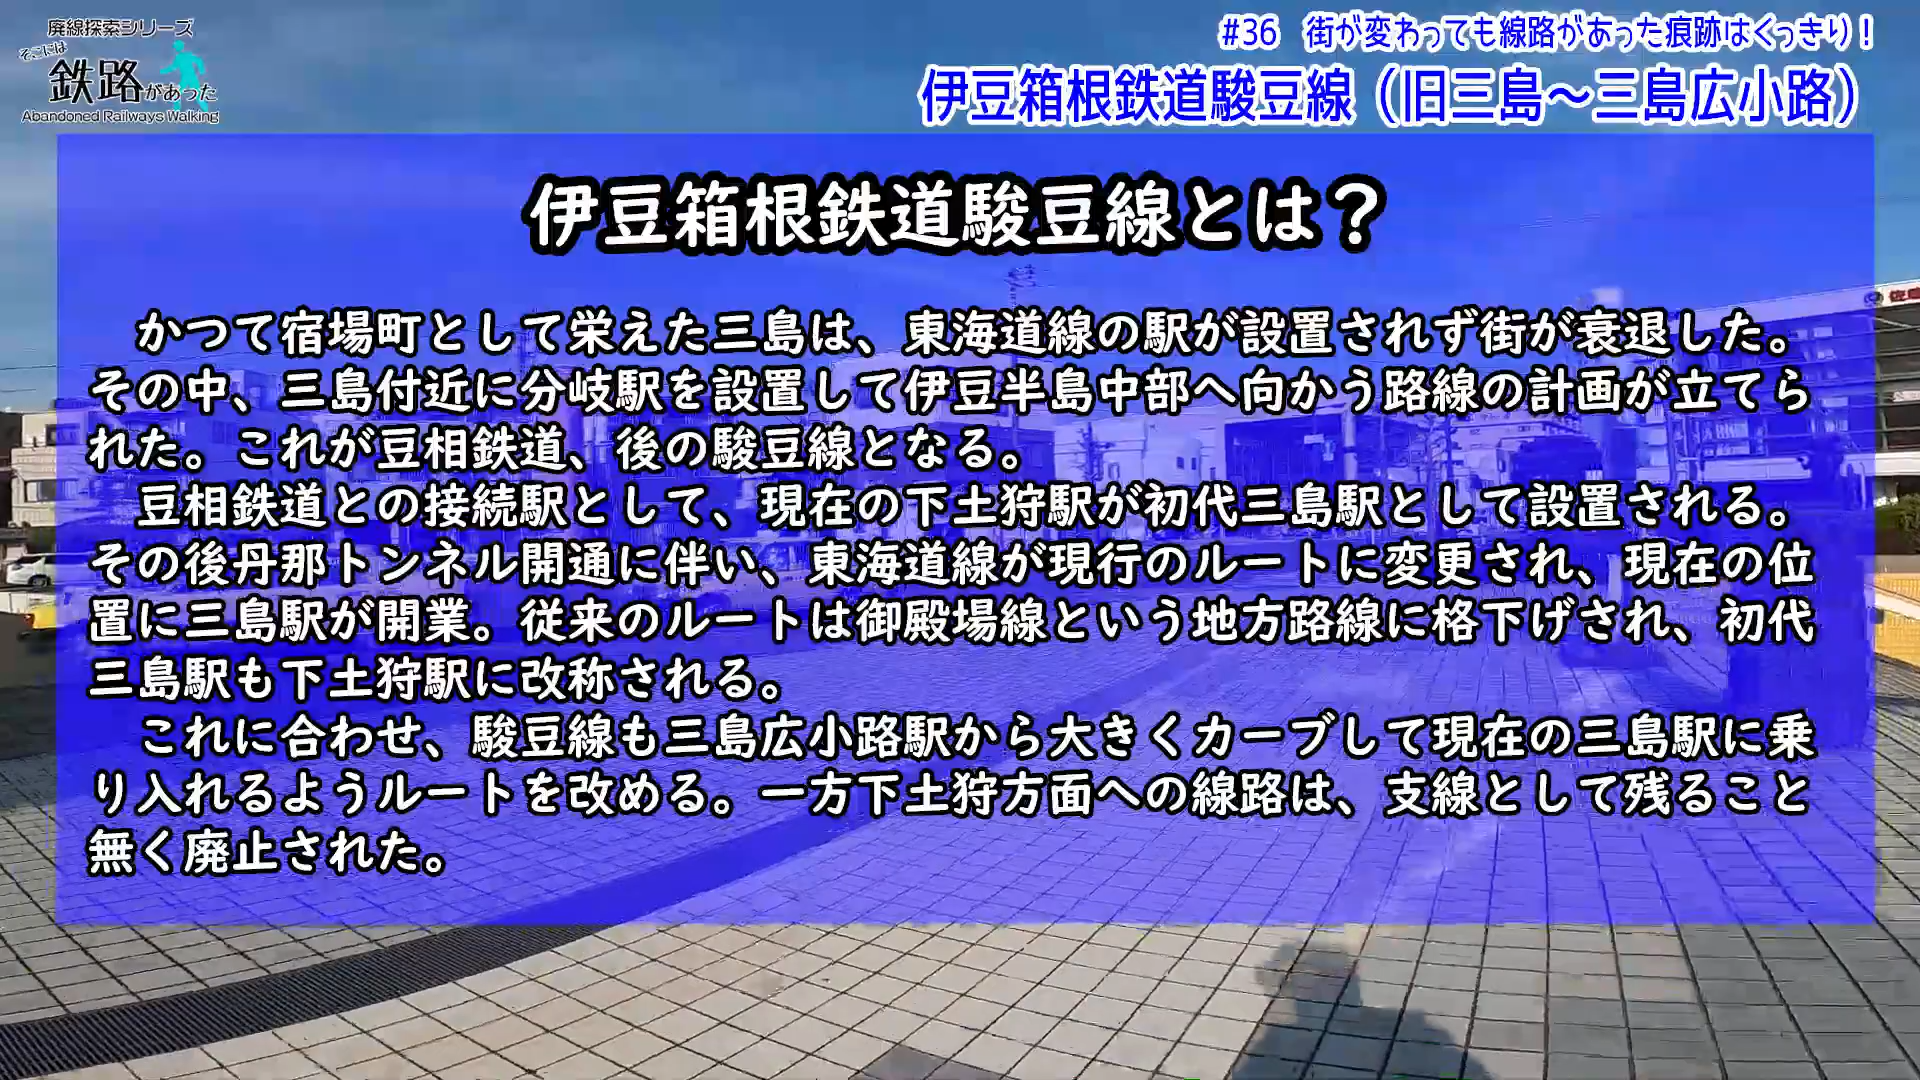 廃線探索シリーズ
そこには
鉄路があった
Abandoned Railways Walking
#36　街が変わっても線路があった痕跡はくっきり！
伊豆箱根鉄道駿豆線（旧三島～三島広小路）
伊豆箱根鉄道駿豆線とは？
　かつて宿場町として栄えた三島は、東海道線の駅が設置されず街が衰退した。
その中、三島付近に分岐駅を設置して伊豆半島中部へ向かう路線の計画が立てら
れた。これが豆相鉄道、後の駿豆線となる。
　豆相鉄道との接続駅として、現在の下土狩駅が初代三島駅として設置される。
その後丹那トンネル開通に伴い、東海道線が現行のルートに変更され、現在の位
置に三島駅が開業。従来のルートは御殿場線という地方路線に格下げされ、初代
三島駅も下土狩駅に改称される。
　これに合わせ、駿豆線も三島広小路駅から大きくカーブして現在の三島駅に乗
り入れるようルートを改める。一方下土狩方面への線路は、支線として残ること
無く廃止された。